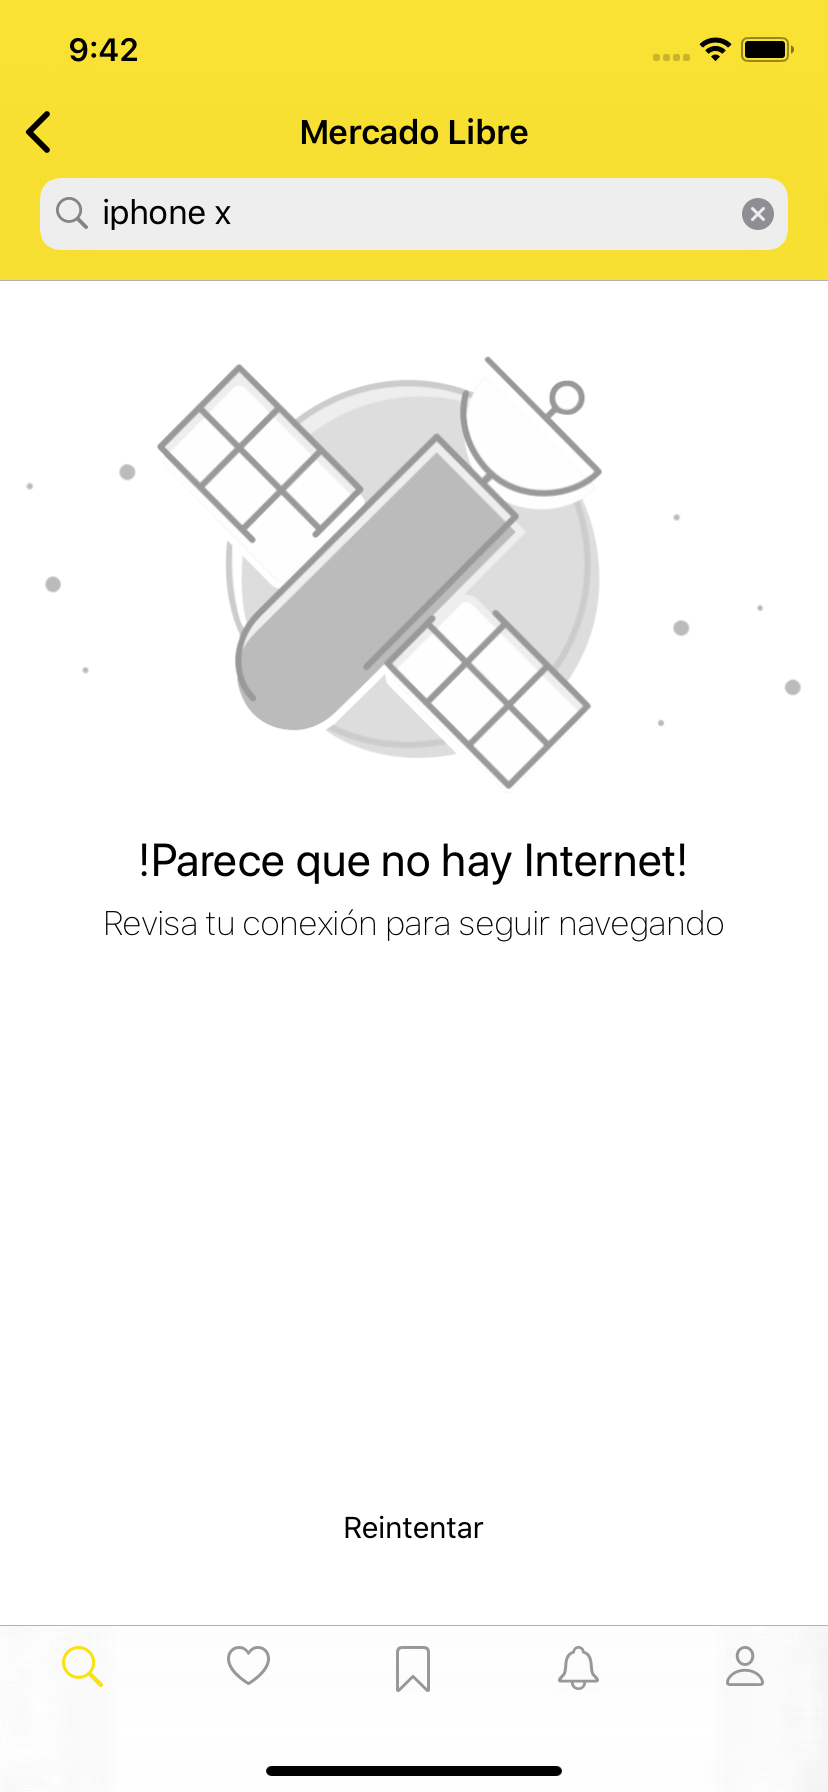 9:42
Mercado Libre
iphone x
!Parece que no hay Internet!
Revisa tu conexión para seguir navegando
Reintentar